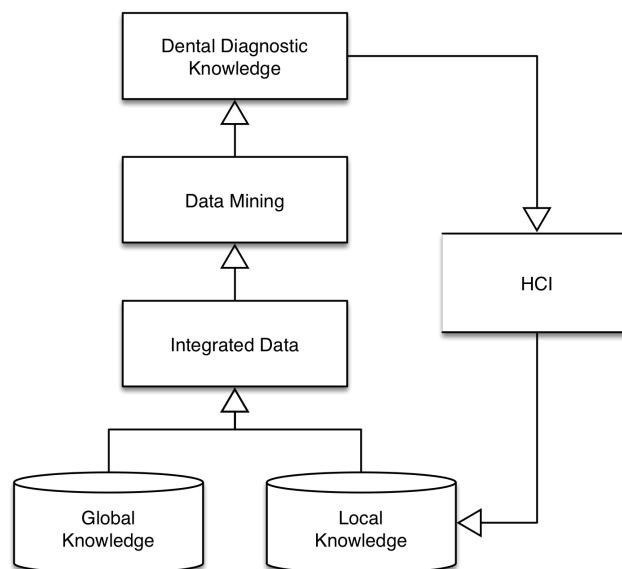 Dental Diagnostic
Knowledge
Data Mining
HCI
Integrated Data
Global
Knowledge
Local
Knowledge